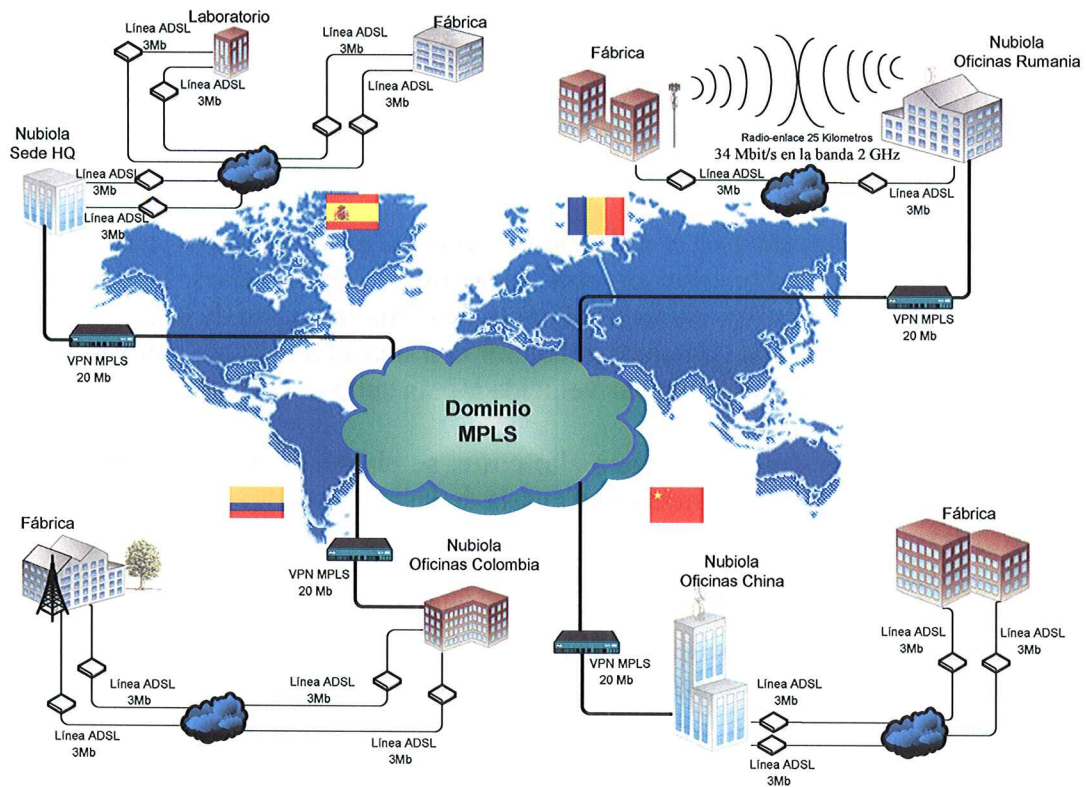 Laboratorio
Línea ADSL
3Mb
Línea ADSL
3Mb
Línea ADSL
3Mb
Fábrica
Línea ADSL
3Mb
Nubiola
Sede HQ
Línea ADSL
3Mb
Línea ADSL
3Mb
VPN MPLS
20 Mb
Fábrica
Nubiola
Oficinas Rumania
Radio-enlace 25 Kilometros
34 Mbit/s en la banda 2 GHz
Línea ADSL
3Mb
Línea ADSL
3Mb
VPN MPLS
20 Mb
Dominio
MPLS
Fábrica
VPN MPLS
20 Mb
Nubiola
Oficinas Colombia
Línea ADSL
3Mb
Línea ADSL
3Mb
Línea ADSL
3Mb
Línea ADSL
3Mb
Nubiola
Oficinas China
Fábrica
VPN MPLS
20 Mb
Línea ADSL
3Mb
Línea ADSL
3Mb
Línea ADSL
3Mb
Línea ADSL
3Mb